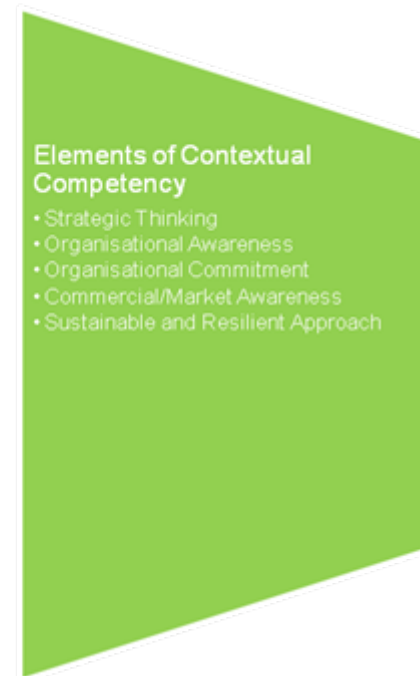 Elements of Contextual
Competency
• Strategic Thinking
• Organisational Awareness
• Organisational Commitment
• Commercial/Market Awareness
• Sustainable and Resilient Approach